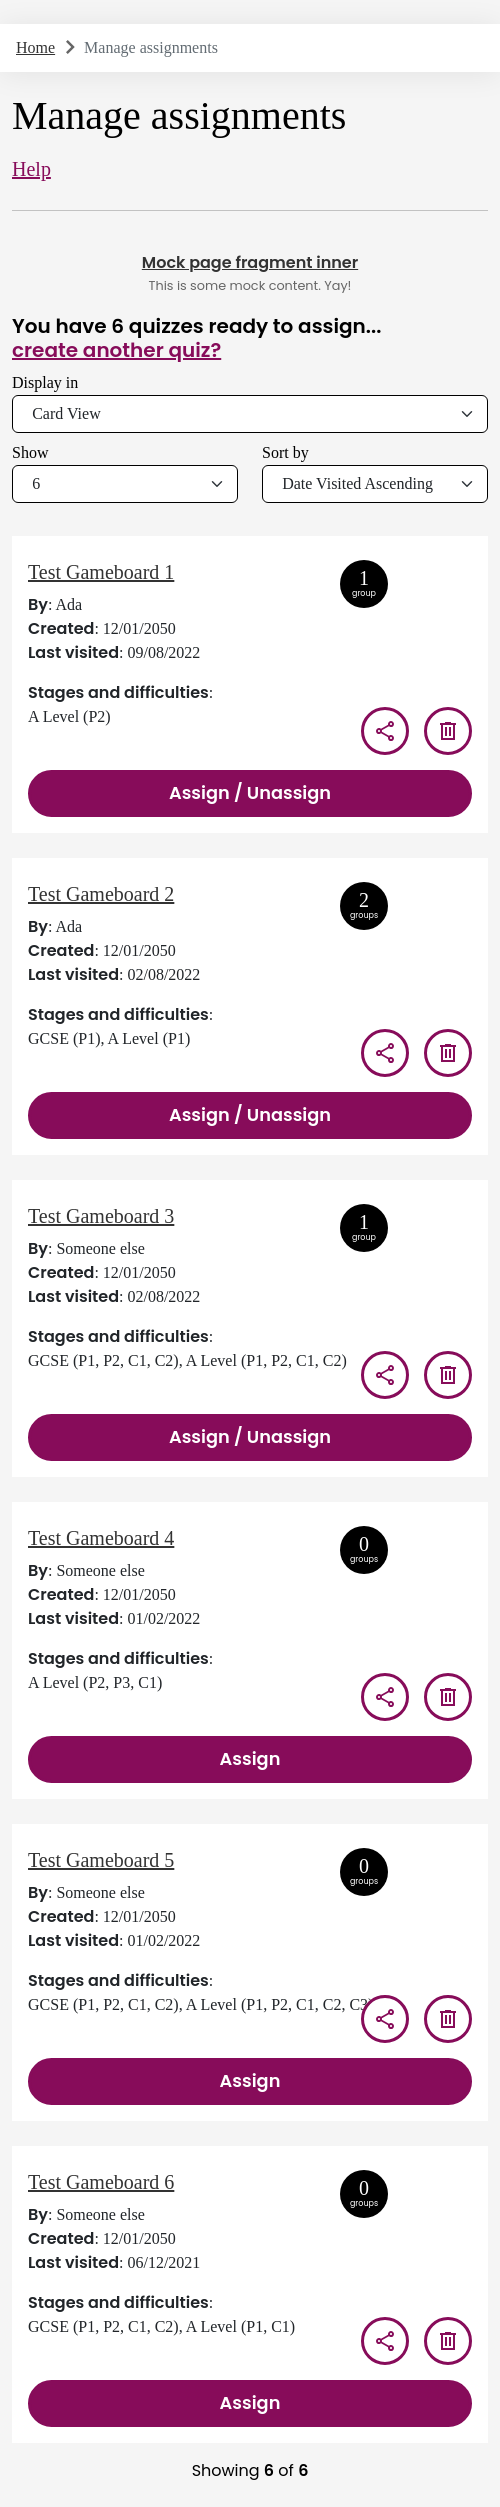 Home > Manage assignments
Manage assignments
Help
Mock page fragment inner
This is some mock content. Yay!
You have 6 quizzes ready to assign...
create another quiz?
Display in
Card View
Show Sort by
6 Date Visited Ascending
Test Gameboard 1
1
group
By: Ada
Created: 12/01/2050
Last visited: 09/08/2022
Stages and difficulties:
A Level (P2)
Assign / Unassign
Test Gameboard 2
2
groups
By: Ada
Created: 12/01/2050
Last visited: 02/08/2022
Stages and difficulties:
GCSE (P1), A Level (P1)
Assign / Unassign
Test Gameboard 3
1
group
By: Someone else
Created: 12/01/2050
Last visited: 02/08/2022
Stages and difficulties:
GCSE (P1, P2, C1, C2), A Level (P1, P2, C1, C2)
Assign / Unassign
Test Gameboard 4
0
groups
By: Someone else
Created: 12/01/2050
Last visited: 01/02/2022
Stages and difficulties:
A Level (P2, P3, C1)
Assign
Test Gameboard 5
0
groups
By: Someone else
Created: 12/01/2050
Last visited: 01/02/2022
Stages and difficulties:
GCSE (P1, P2, C1, C2), A Level (P1, P2, C1, C2, C3)
Assign
Test Gameboard 6
0
groups
By: Someone else
Created: 12/01/2050
Last visited: 06/12/2021
Stages and difficulties:
GCSE (P1, P2, C1, C2), A Level (P1, C1)
Assign
Showing 6 of 6